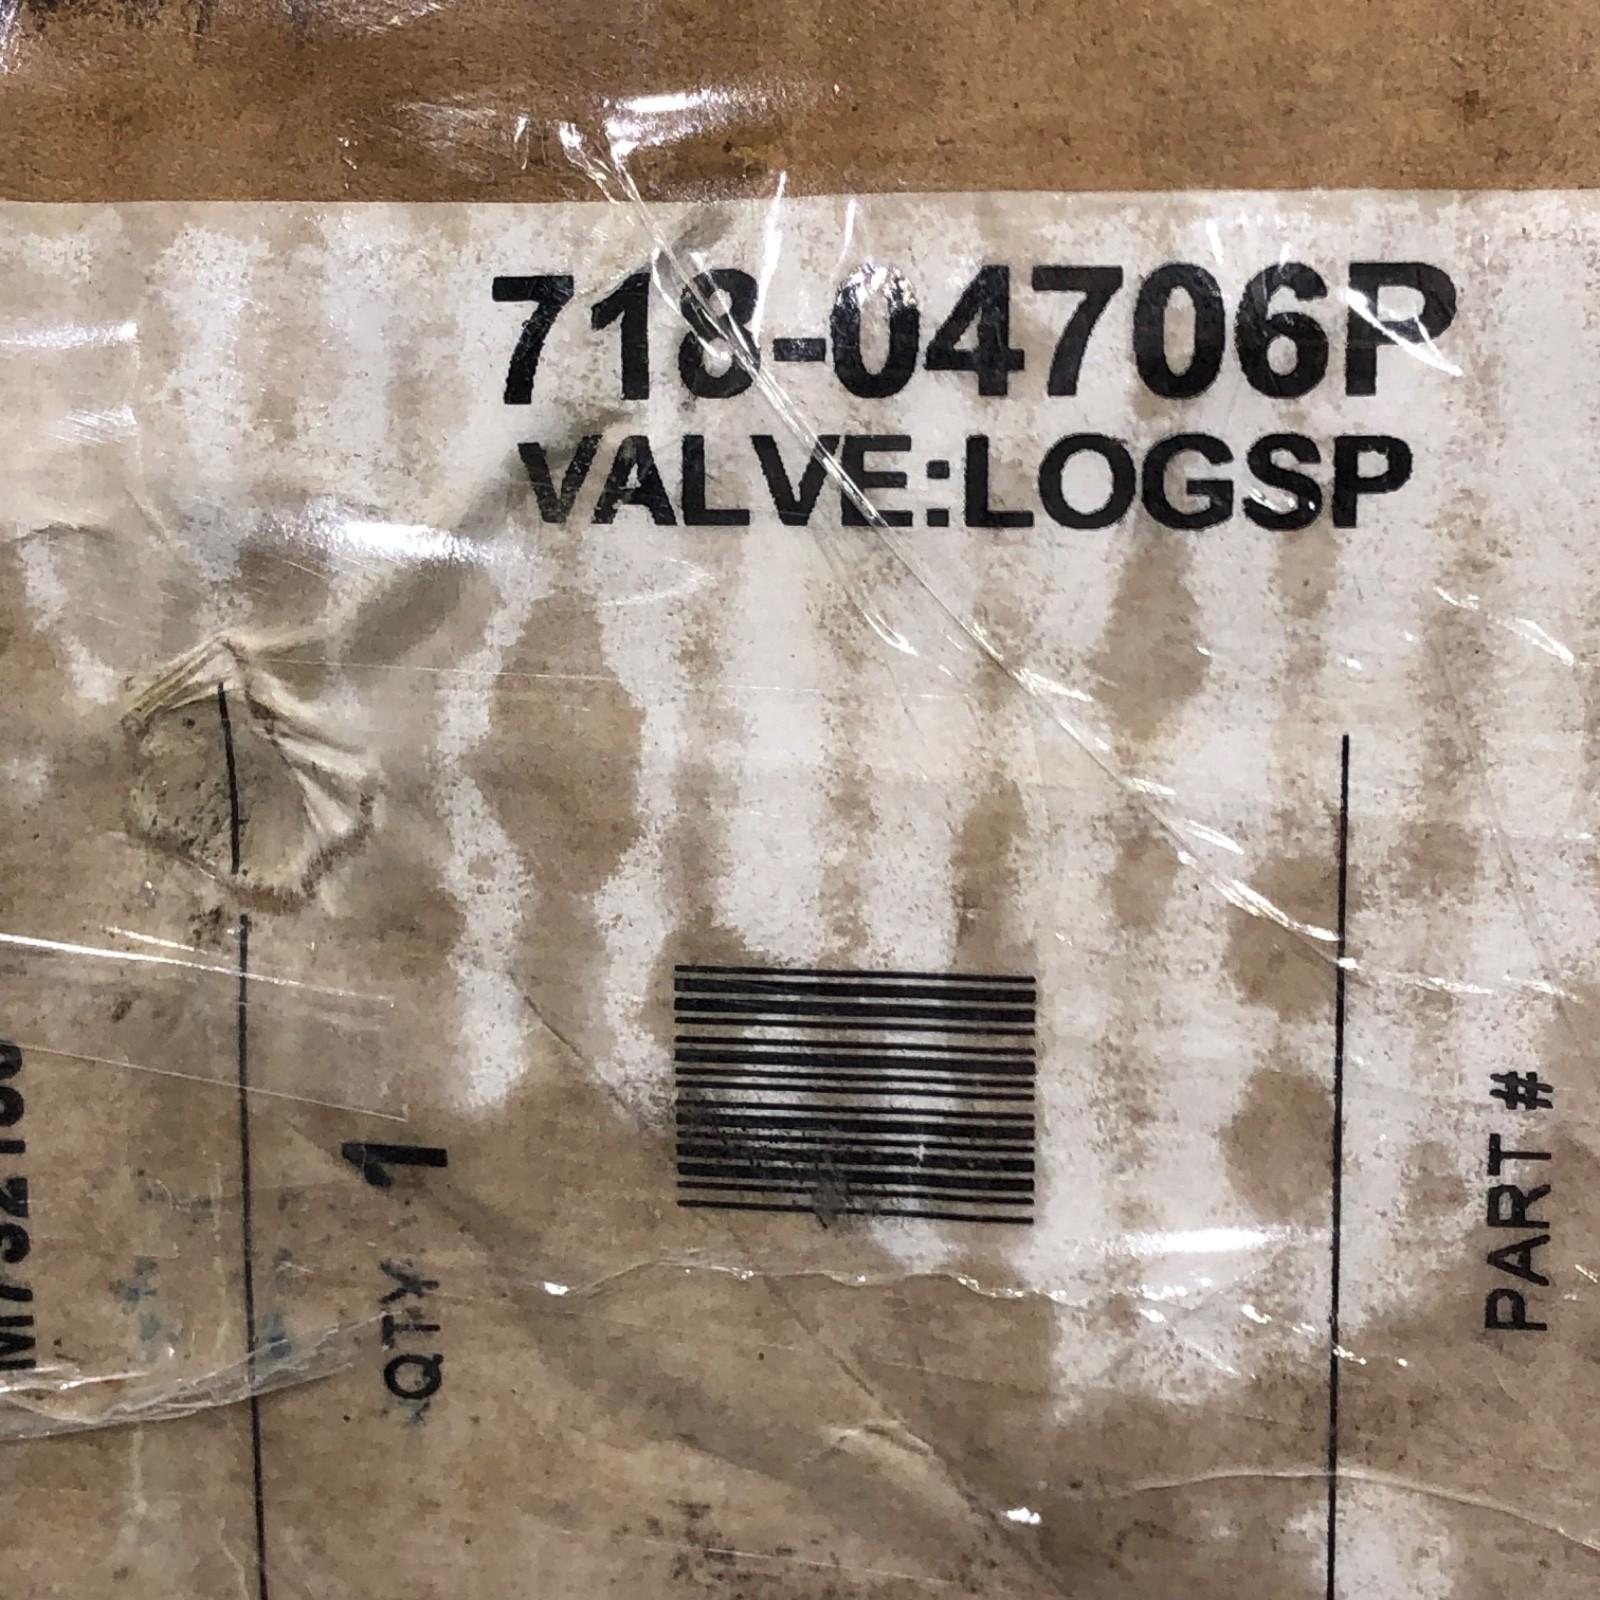 718-04706P
VALVE:LOGSP
QTY 1
PART #